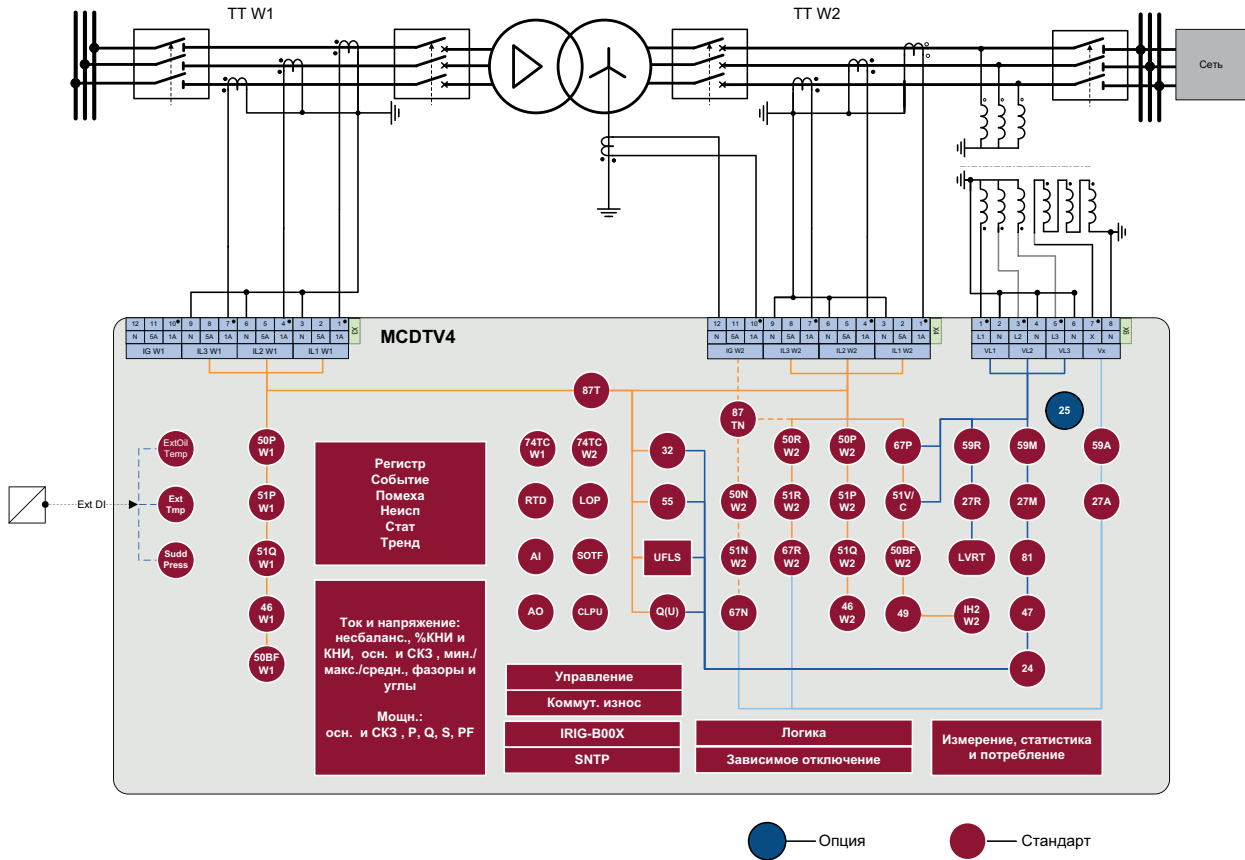 ТТ W1
ТТ W2
Сеть
12 11 10 9 8 7 6 5 4 3 2 1
N 5A 1A N 5A 1A N 5A 1A N 5A 1A
IG W1 IL3 W1 IL2 W1 IL1 W1
X3
MCDTV4
12 11 10 9 8 7 6 5 4 3 2 1
N 5A 1A N 5A 1A N 5A 1A N 5A 1A
IG W2 IL3 W2 IL2 W2 IL1 W2
X4
1 2 3 4 5 6 7 8
L1 N L2 N L3 N X N
VL1 VL2 VL3 Vx
X6
87T
25
87
TN
ExtOil
Temp
50P
W1
74TC
W1
74TC
W2
32
50R
W2
50P
W2
67P
59R
59M
59A
Регистр
Событие
Помеха
Неисп
Стат
Тренд
Ext DI
Ext
Tmp
51P
W1
RTD
LOP
55
50N
W2
51R
W2
51P
W2
51V/
C
27R
27M
27A
Sudd
Press
51Q
W1
AI
SOTF
UFLS
51N
W2
67R
W2
51Q
W2
50BF
W2
LVRT
81
46
W1
AO
CLPU
Q(U)
67N
46
W2
49
IH2
W2
47
50BF
W1
24
Ток и напряжение:
несбаланс., %КНИ и
КНИ, осн. и СКЗ , мин./
макс./средн., фазоры и
углы
Мощн.:
осн. и СКЗ , P, Q, S, PF
Управление
Коммут. износ
IRIG-B00X
SNTP
Логика
Зависимое отключение
Измерение, статистика
и потребление
Опция
Стандарт